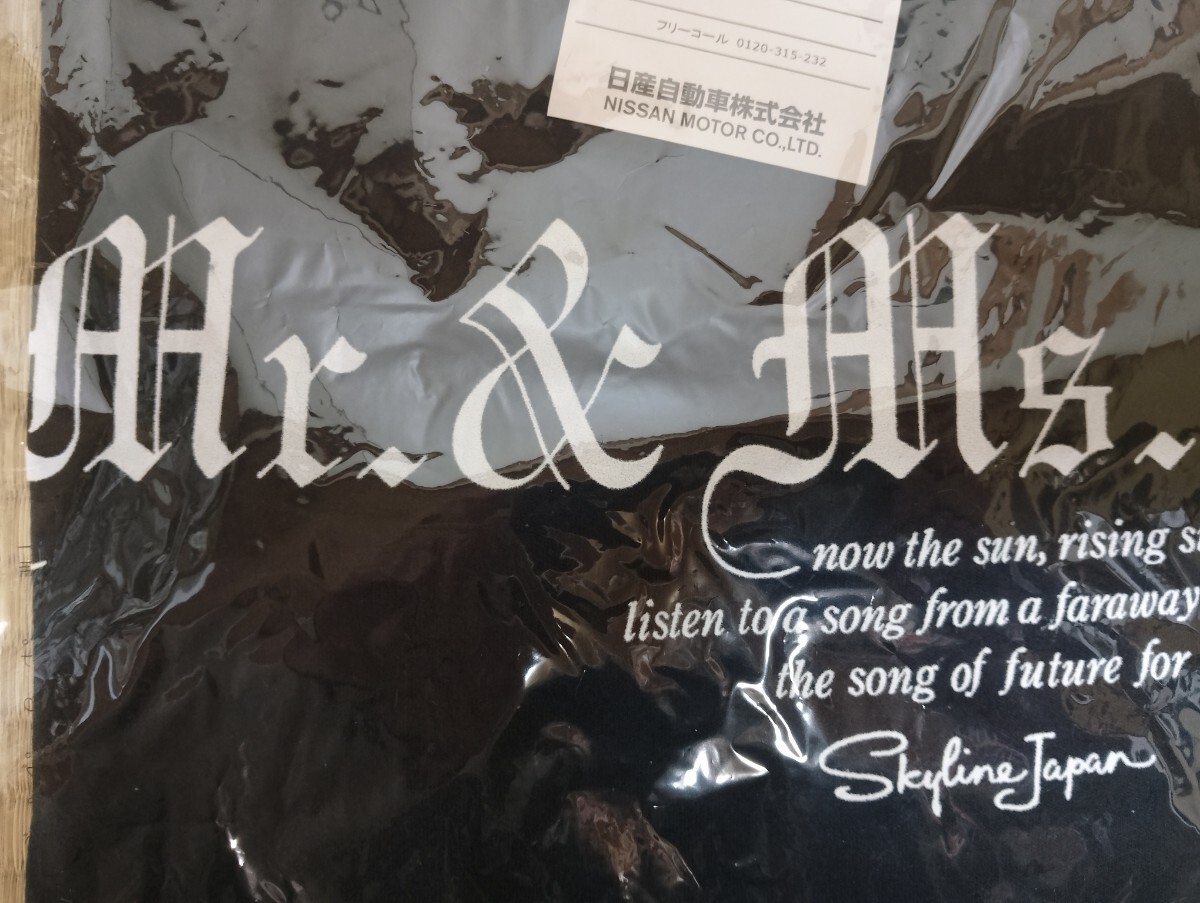 フリーコール 0120-315-232
日産自動車株式会社
NISSAN MOTOR CO.,LTD.
Mr. & Ms.
now the sun, rising
listen to a song from a faraway
the song of future for
Skyline Japan